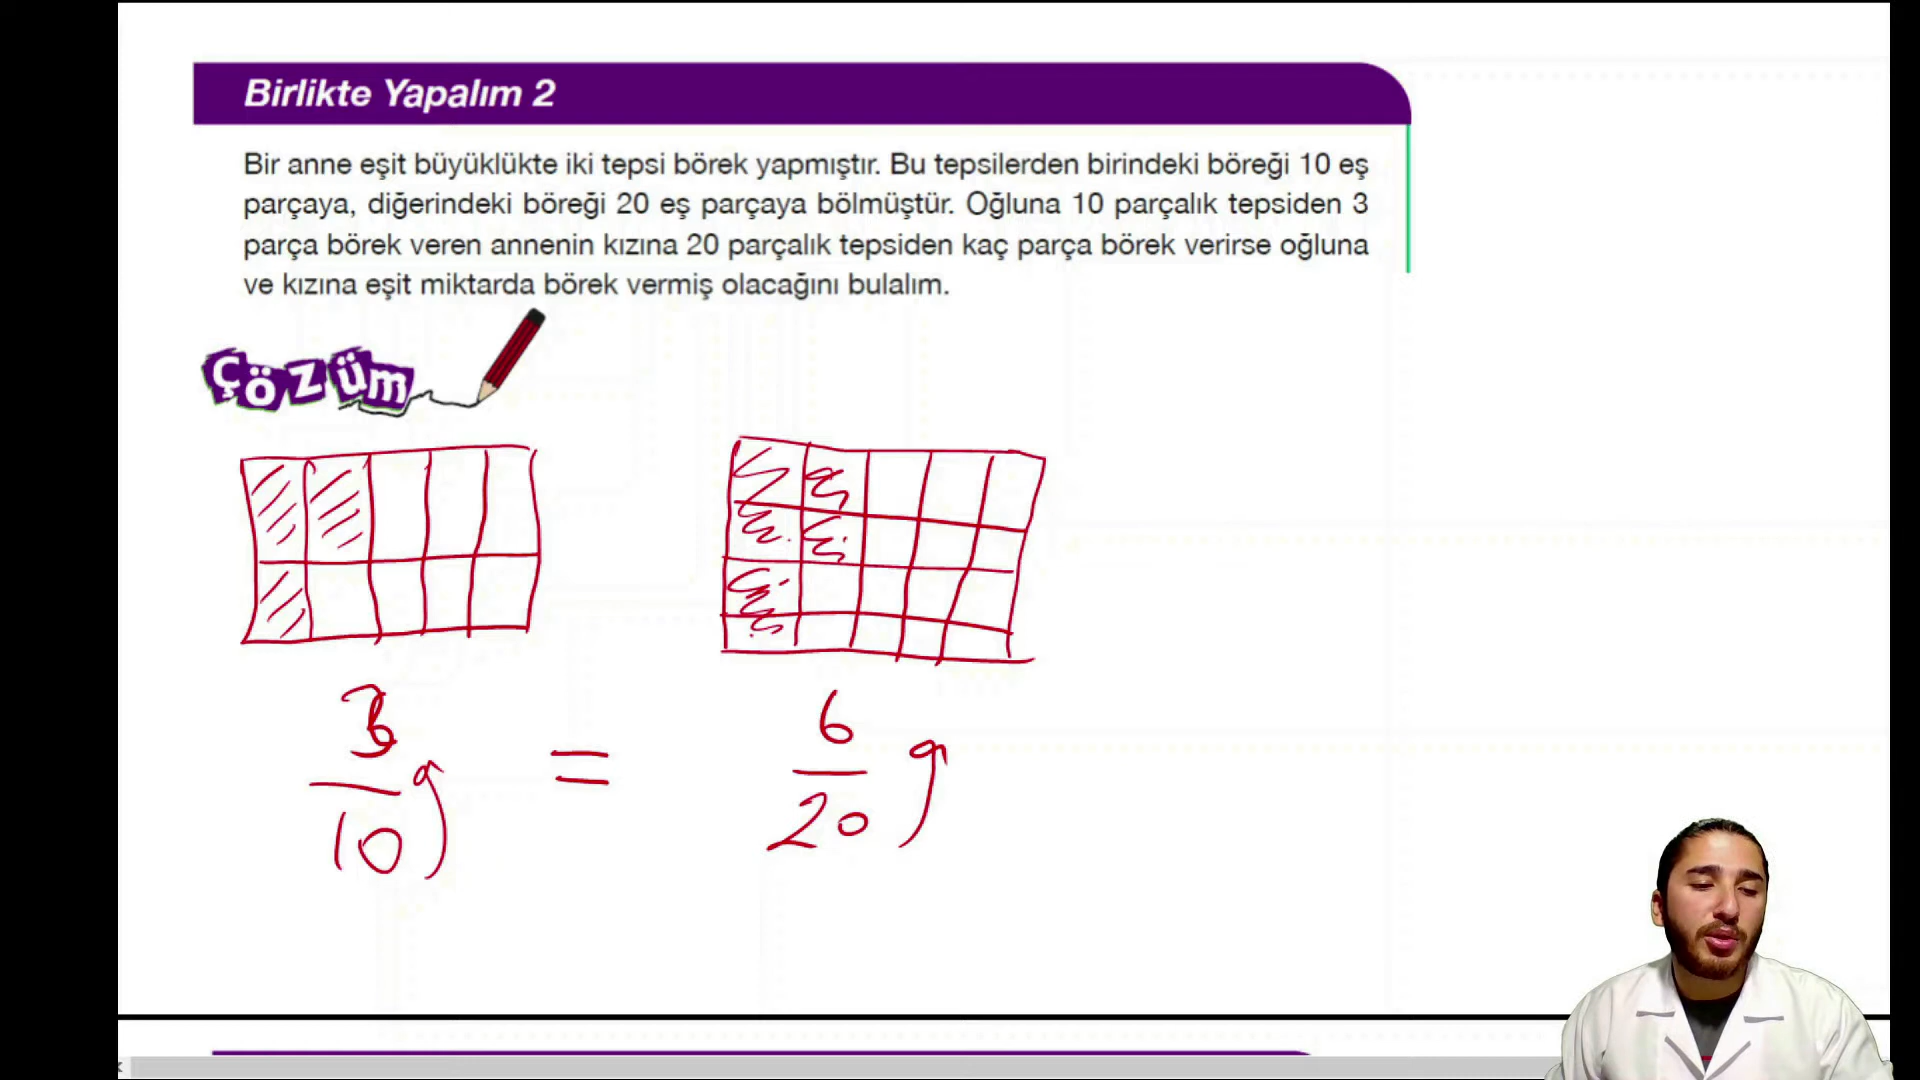 Birlikte Yapalım 2
Bir anne eşit büyüklükte iki tepsi börek yapmıştır. Bu tepsilerden birindeki böreği 10 eş
parçaya, diğerindeki böreği 20 eş parçaya bölmüştür. Oğluna 10 parçalık tepsiden 3
parça börek veren annenin kızına 20 parçalık tepsiden kaç parça börek verirse oğluna
ve kızına eşit miktarda börek vermiş olacağını bulalım.
Çözüm
3 6
=
10 20